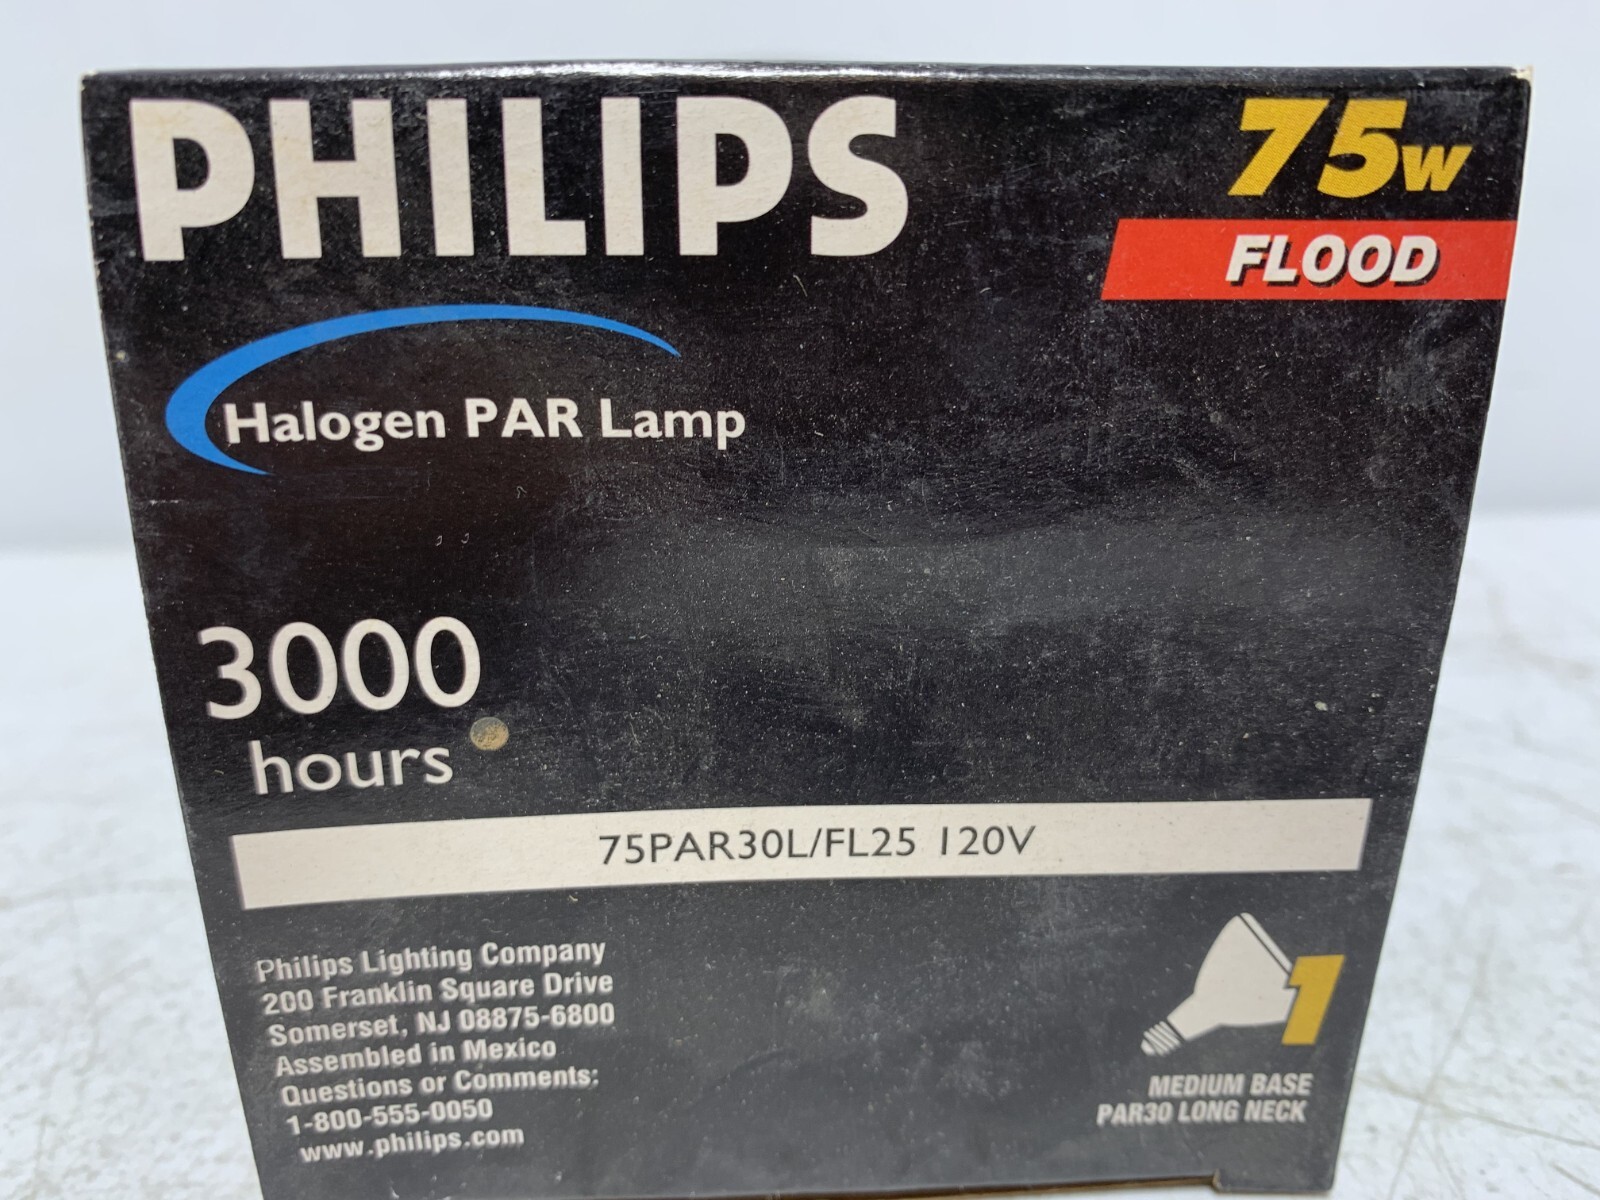 PHILIPS
75W
FLOOD
Halogen PAR Lamp
3000
hours
75PAR30L/FL25 120V
Philips Lighting Company
200 Franklin Square Drive
Somerset, NJ 08875-6800
Assembled in Mexico
Questions or Comments:
1-800-555-0050
www.philips.com
1
MEDIUM BASE
PAR30 LONG NECK